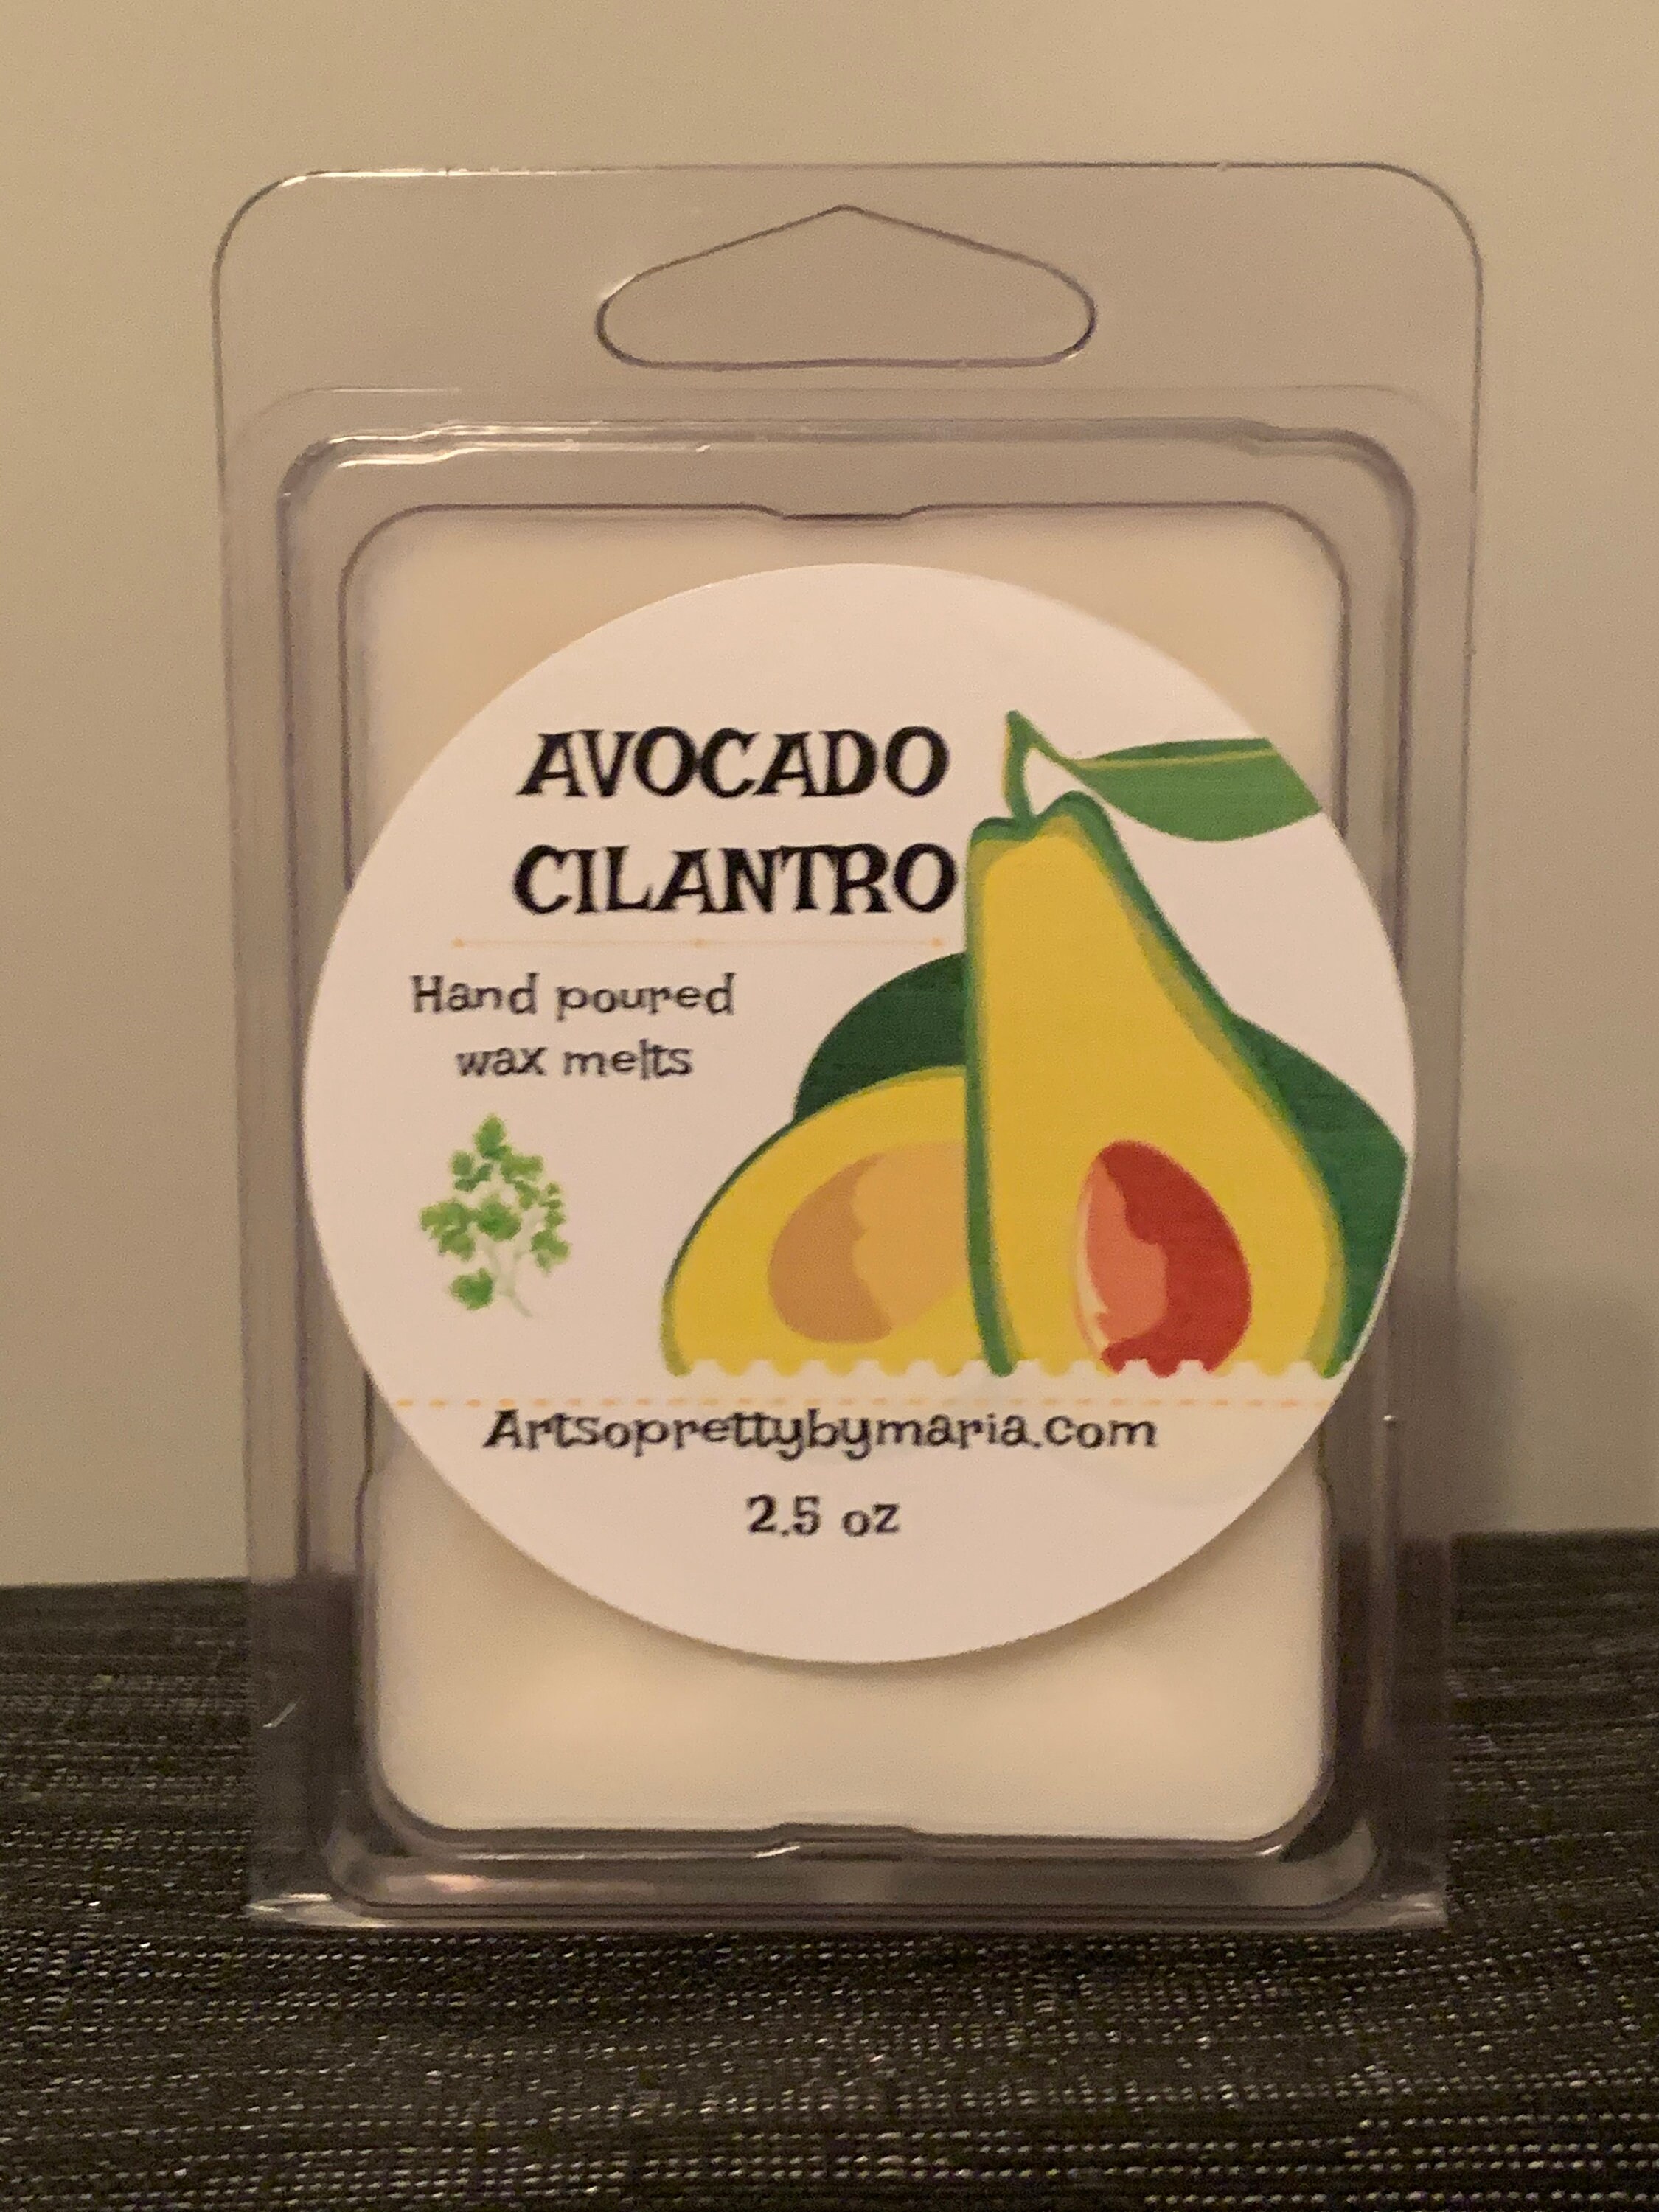 AVOCADO
CILANTRO
Hand poured
wax melts
Artsoprettybymaria.com
2.5 oz